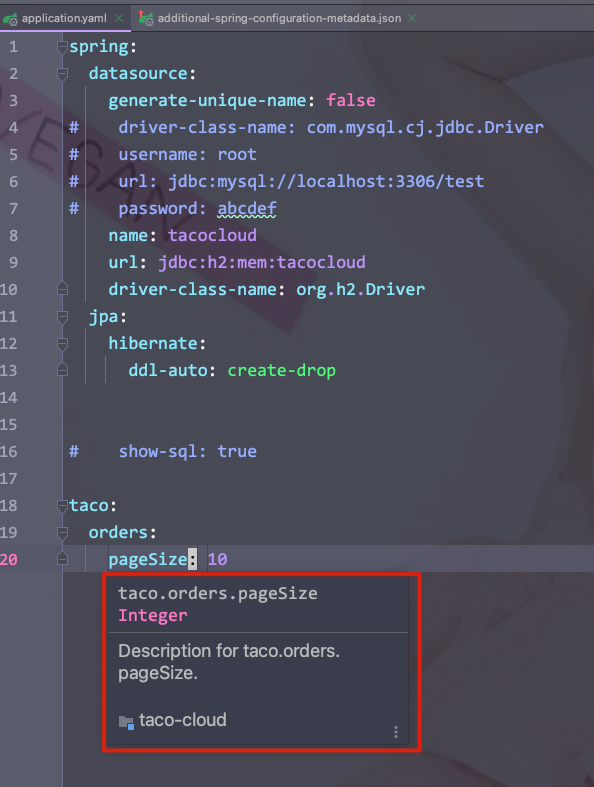 application.yaml
additional-spring-configuration-metadata.json
1 spring:
2 datasource:
3 generate-unique-name: false
4 # driver-class-name: com.mysql.cj.jdbc.Driver
5 # username: root
6 # url: jdbc:mysql://localhost:3306/test
7 # password: abcdef
8 name: tacocloud
9 url: jdbc:h2:mem:tacocloud
10 driver-class-name: org.h2.Driver
11 jpa:
12 hibernate:
13 ddl-auto: create-drop
14
15
16 # show-sql: true
17
18 taco:
19 orders:
20 pageSize: 10
taco.orders.pageSize
Integer
Description for taco.orders.
pageSize.
taco-cloud